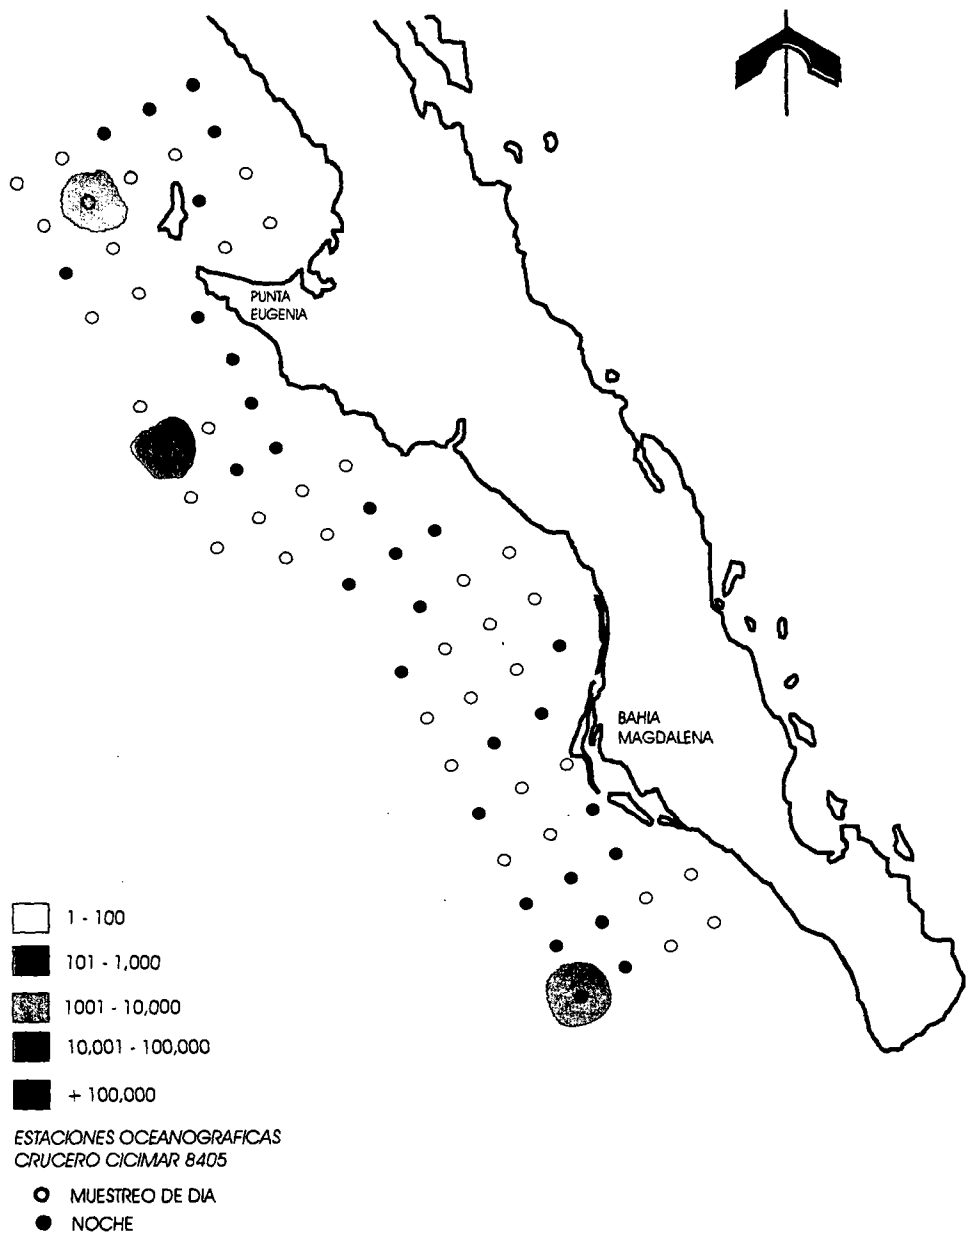 PUNTA
EUGENIA
BAHIA
MAGDALENA
1 - 100
101 - 1,000
1001 - 10,000
10,001 - 100,000
+ 100,000
ESTACIONES OCEANOGRAFICAS
CRUCERO CICIMAR 8405
MUESTREO DE DIA
NOCHE